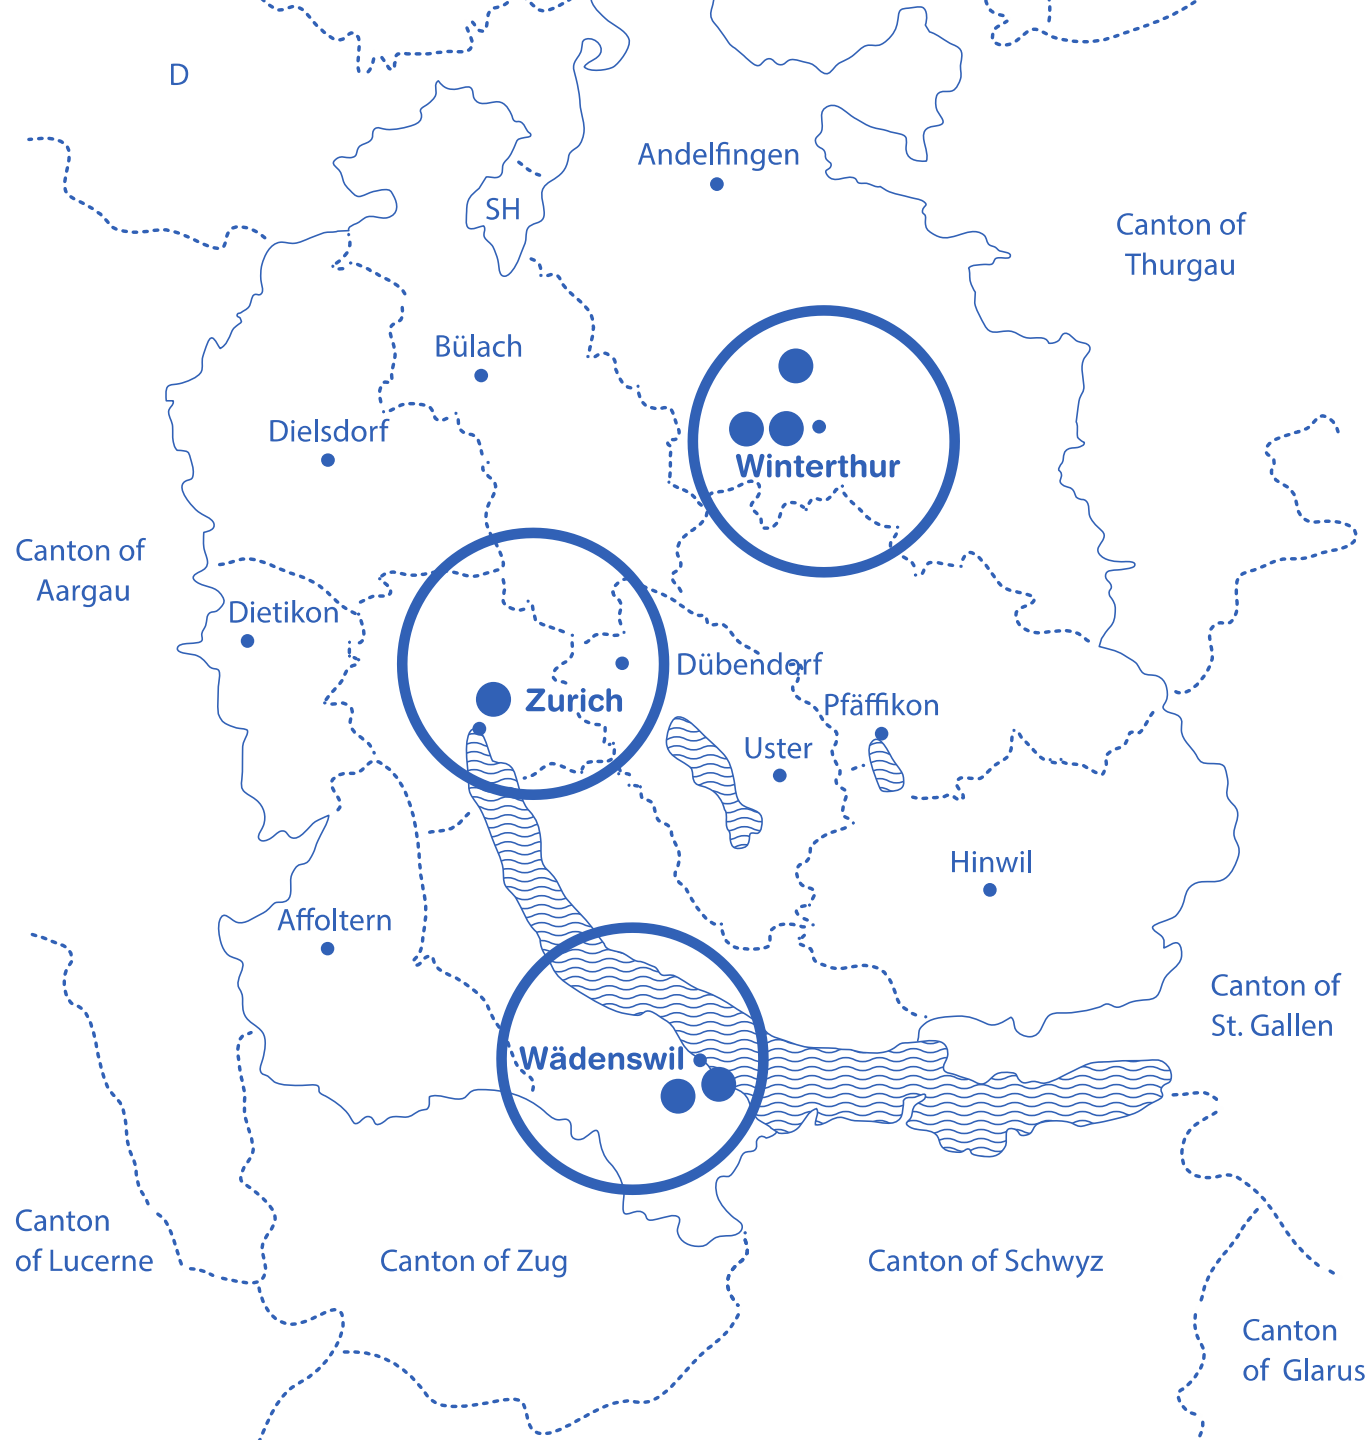 D
Andelfingen
SH
Canton of
Thurgau
Bülach
Dielsdorf
Winterthur
Canton of
Aargau
Dietikon
Dübendorf
Zurich
Pfäffikon
Uster
Hinwil
Affoltern
Canton of
St. Gallen
Wädenswil
Canton
of Lucerne
Canton of Zug
Canton of Schwyz
Canton
of Glarus